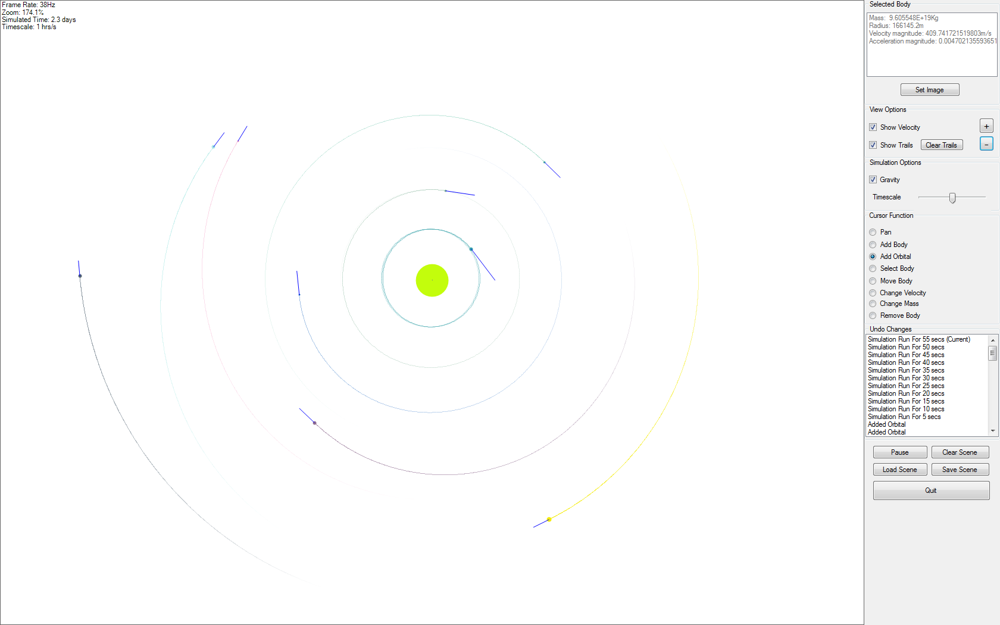 Frame Rate: 38Hz
Zoom: 174.1%
Simulated Time: 2.3 days
Timescale: 1 hrs/s
Selected Body
Mass: 9.605548E+19Kg
Radius: 166145.2m
Velocity magnitude: 409.741721519803m/s
Acceleration magnitude: 0.004702135593651
Set Image
View Options
Show Velocity
+
Show Trails
Clear Trails
-
Simulation Options
Gravity
Timescale
Cursor Function
Pan
Add Body
Add Orbital
Select Body
Move Body
Change Velocity
Change Mass
Remove Body
Undo Changes
Simulation Run For 55 secs (Current)
Simulation Run For 50 secs
Simulation Run For 45 secs
Simulation Run For 40 secs
Simulation Run For 35 secs
Simulation Run For 30 secs
Simulation Run For 25 secs
Simulation Run For 20 secs
Simulation Run For 15 secs
Simulation Run For 10 secs
Simulation Run For 5 secs
Added Orbital
Added Orbital
Pause
Clear Scene
Load Scene
Save Scene
Quit